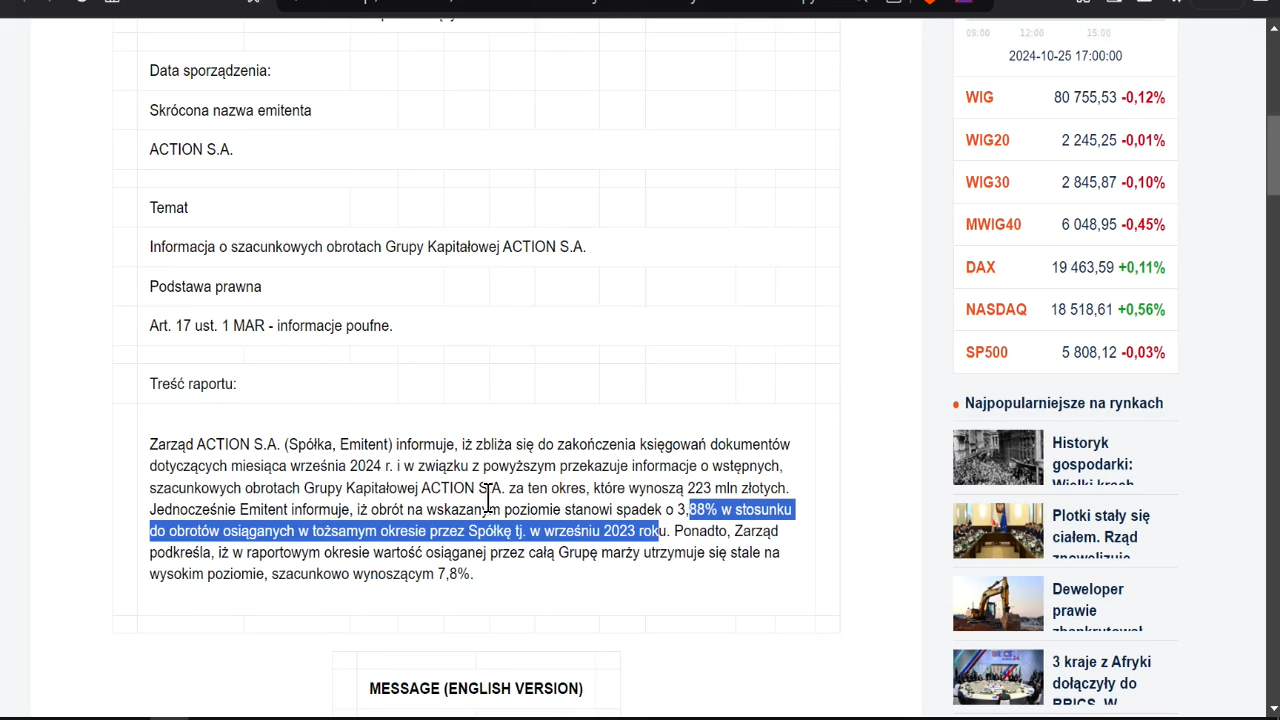 Data sporządzenia:
Skrócona nazwa emitenta
ACTION S.A.
Temat
Informacja o szacunkowych obrotach Grupy Kapitałowej ACTION S.A.
Podstawa prawna
Art. 17 ust. 1 MAR - informacje poufne.
Treść raportu:
Zarząd ACTION S.A. (Spółka, Emitent) informuje, iż zbliża się do zakończenia księgowań dokumentów
dotyczących miesiąca września 2024 r. i w związku z powyższym przekazuje informacje o wstępnych,
szacunkowych obrotach Grupy Kapitałowej ACTION S.A. za ten okres, które wynoszą 223 mln złotych.
Jednocześnie Emitent informuje, iż obrót na wskazanym poziomie stanowi spadek o 3,88% w stosunku
do obrotów osiąganych w tożsamym okresie przez Spółkę tj. w wrześniu 2023 roku. Ponadto, Zarząd
podkreśla, iż w raportowym okresie wartość osiąganej przez całą Grupę marży utrzymuje się stale na
wysokim poziomie, szacunkowo wynoszącym 7,8%.
MESSAGE (ENGLISH VERSION)
09:00 12:00 15:00
2024-10-25 17:00:00
WIG 80 755,53 -0,12%
WIG20 2 245,25 -0,01%
WIG30 2 845,87 -0,10%
MWIG40 6 048,95 -0,45%
DAX 19 463,59 +0,11%
NASDAQ 18 518,61 +0,56%
SP500 5 808,12 -0,03%
Najpopularniejsze na rynkach
Historyk
gospodarki:
Wielki krach
Plotki stały się
ciałem. Rząd
znowelizuje
Deweloper
prawie
zbankrutował
3 kraje z Afryki
dołączyły do
BRICS. W